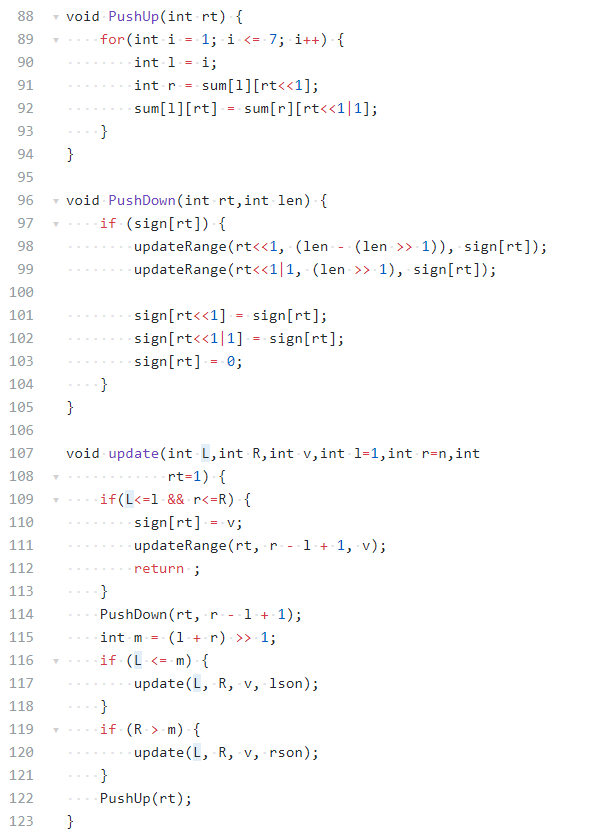 88 void PushUp(int rt) {
89 for(int i = 1; i <= 7; i++) {
90 int l = i;
91 int r = sum[l][rt<<1];
92 sum[l][rt] = sum[r][rt<<1|1];
93 }
94 }
95
96 void PushDown(int rt,int len) {
97 if (sign[rt]) {
98 updateRange(rt<<1, (len - (len >> 1)), sign[rt]);
99 updateRange(rt<<1|1, (len >> 1), sign[rt]);
100
101 sign[rt<<1] = sign[rt];
102 sign[rt<<1|1] = sign[rt];
103 sign[rt] = 0;
104 }
105 }
106
107 void update(int L,int R,int v,int l=1,int r=n,int
108 rt=1) {
109 if(L<=l && r<=R) {
110 sign[rt] = v;
111 updateRange(rt, r - l + 1, v);
112 return ;
113 }
114 PushDown(rt, r - l + 1);
115 int m = (l + r) >> 1;
116 if (L <= m) {
117 update(L, R, v, lson);
118 }
119 if (R > m) {
120 update(L, R, v, rson);
121 }
122 PushUp(rt);
123 }